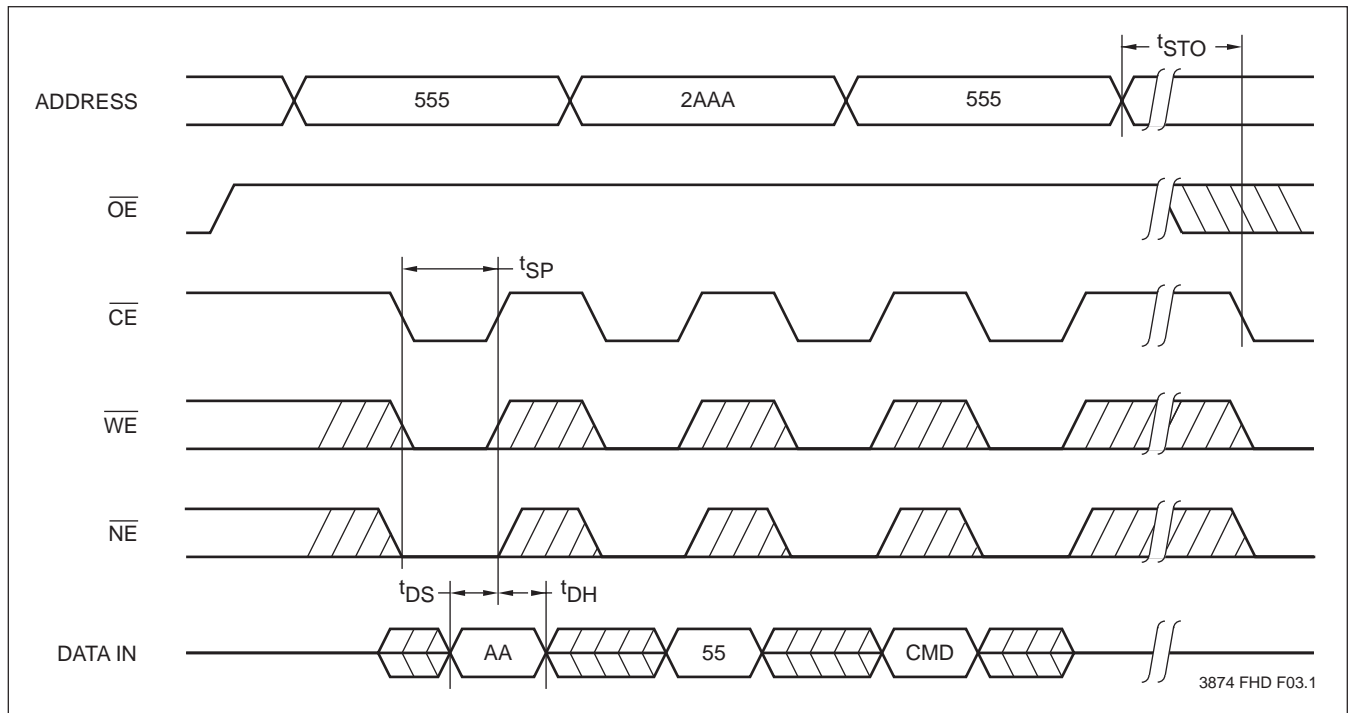 tSTO
ADDRESS 555 2AAA 555
OE
tSP
CE
WE
NE
tDS tDH
DATA IN AA 55 CMD
3874 FHD F03.1